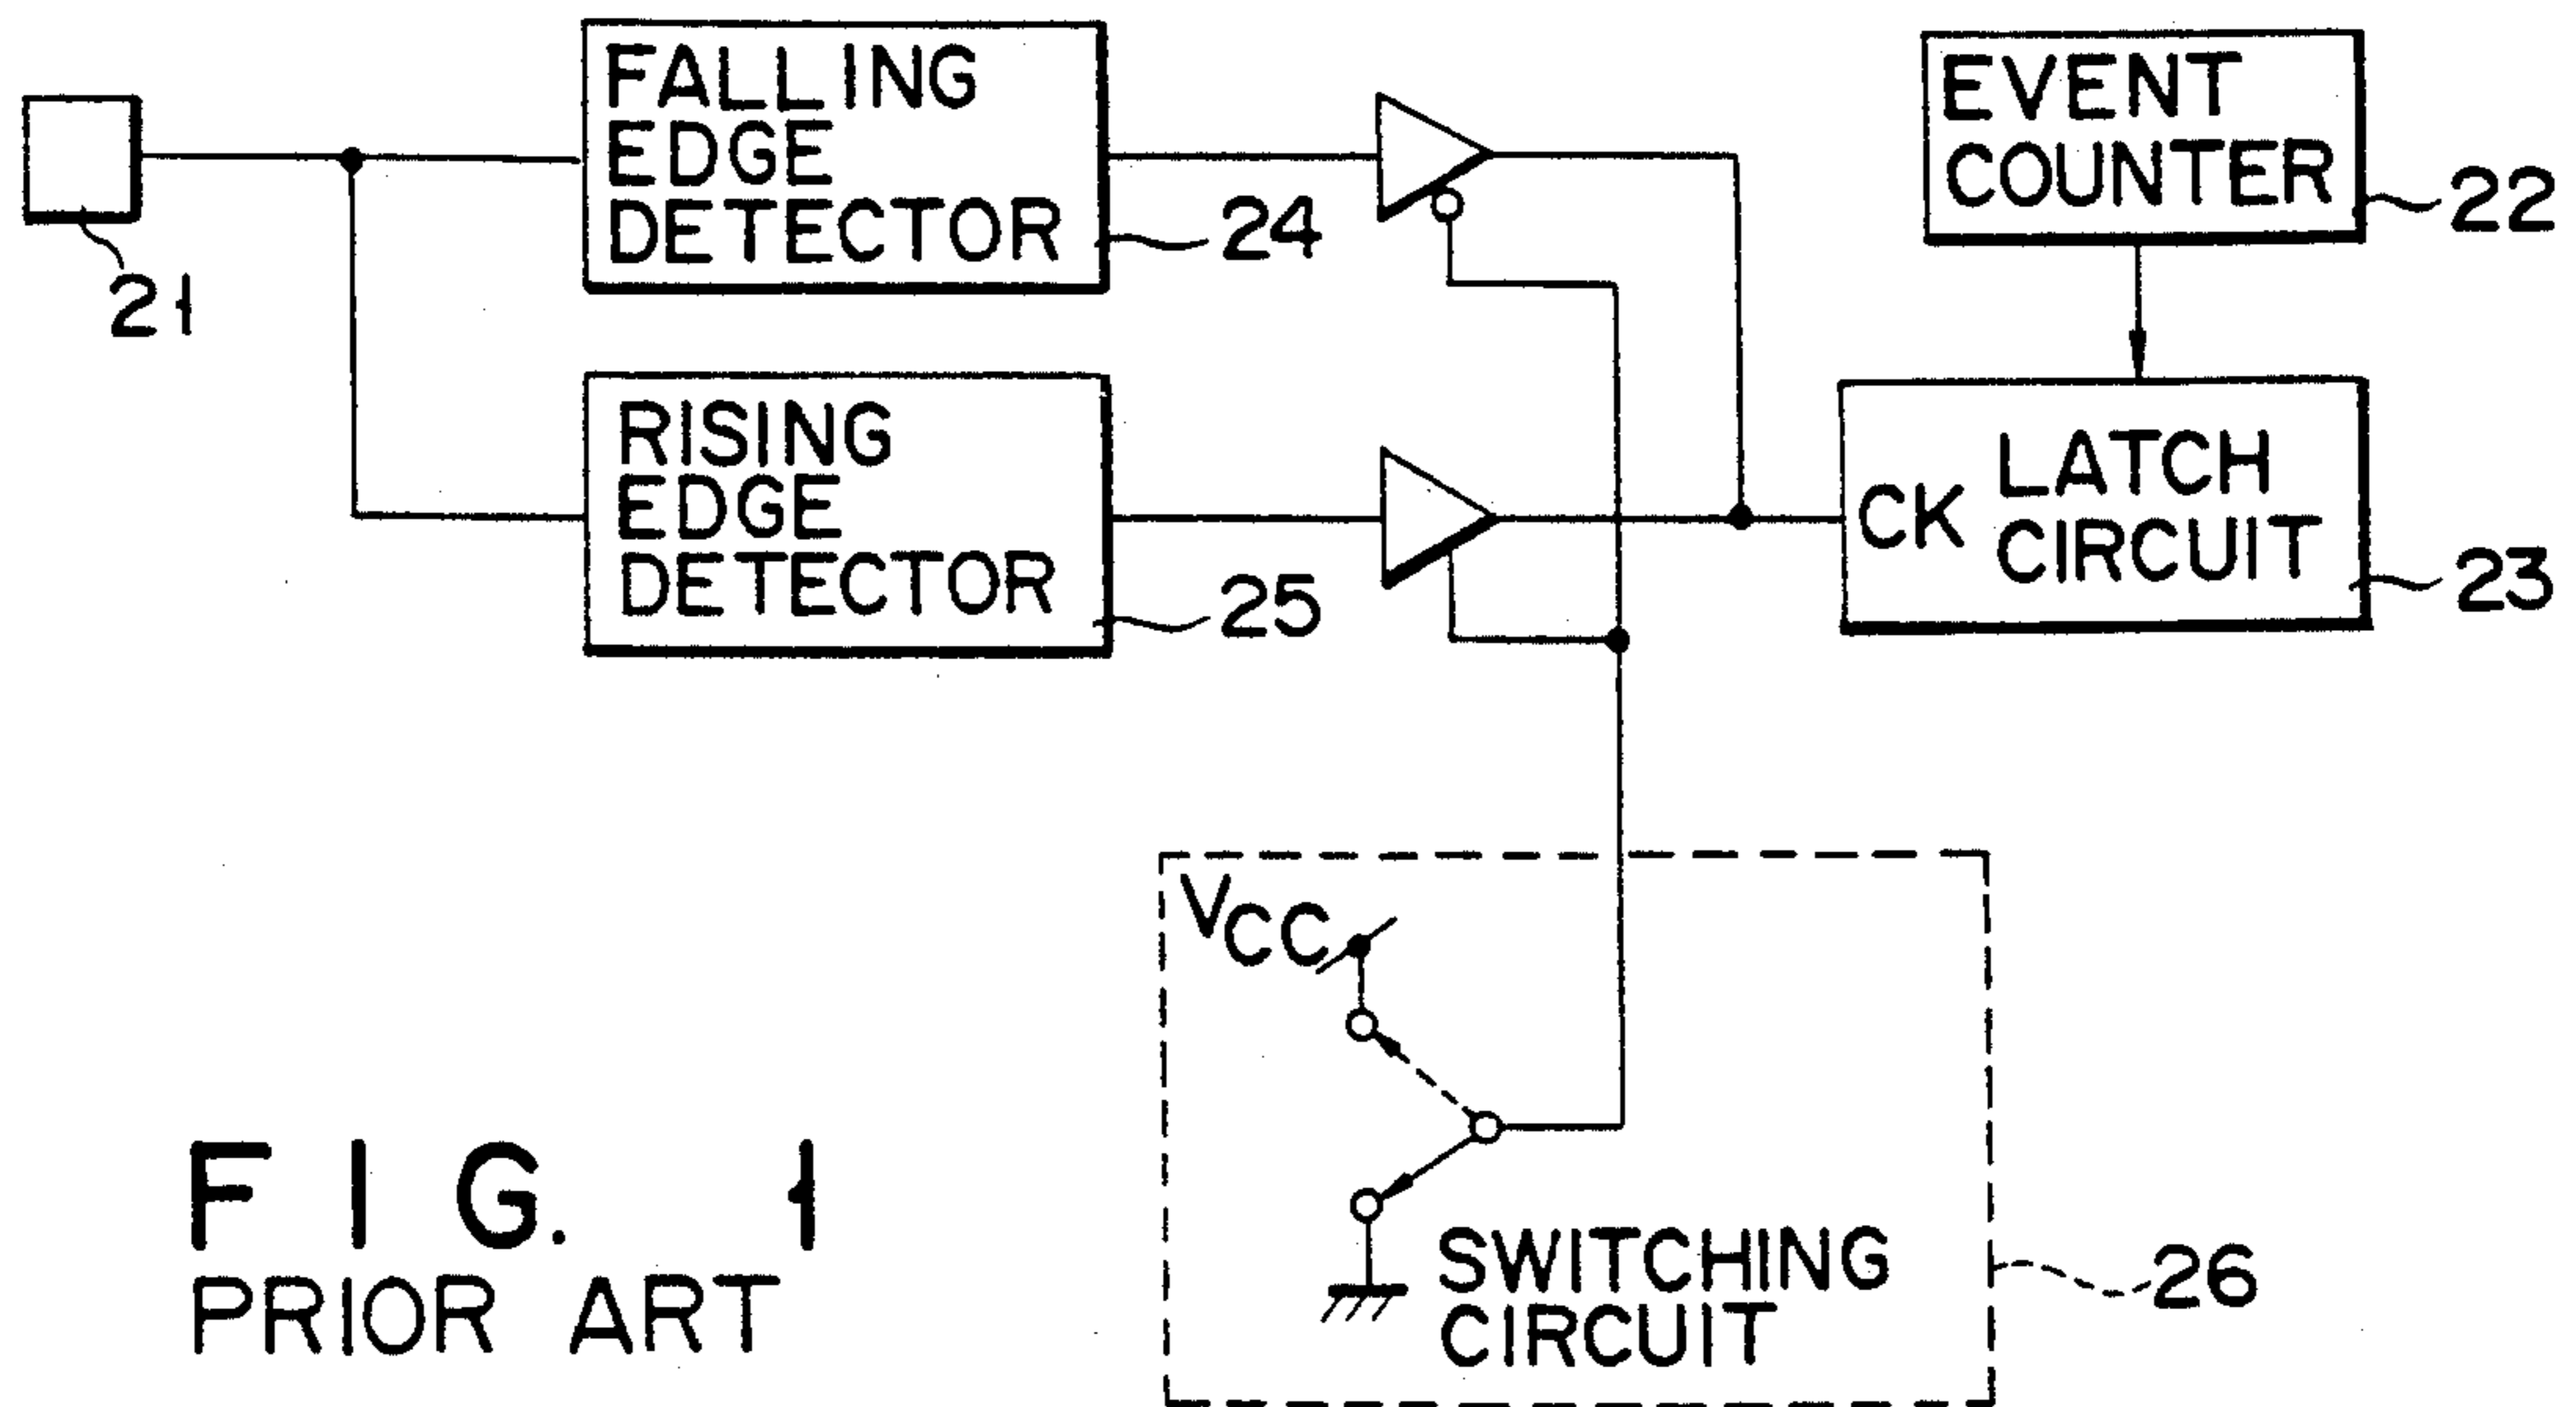 FALLING
EDGE
DETECTOR
24
21
RISING
EDGE
DETECTOR
25
EVENT
COUNTER
22
CK LATCH
CIRCUIT
23
VCC
SWITCHING
CIRCUIT
26
FIG. 1
PRIOR ART